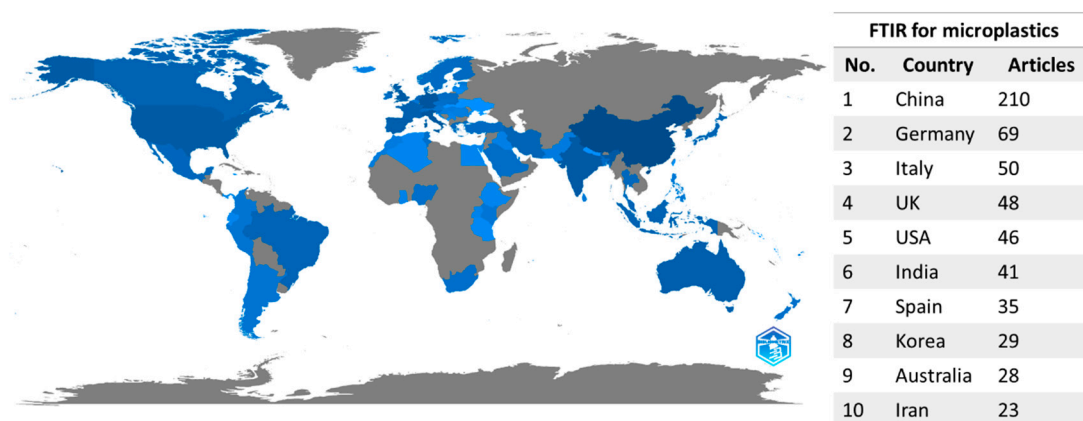 FTIR for microplastics
No. Country Articles
1 China 210
2 Germany 69
3 Italy 50
4 UK 48
5 USA 46
6 India 41
7 Spain 35
8 Korea 29
9 Australia 28
10 Iran 23